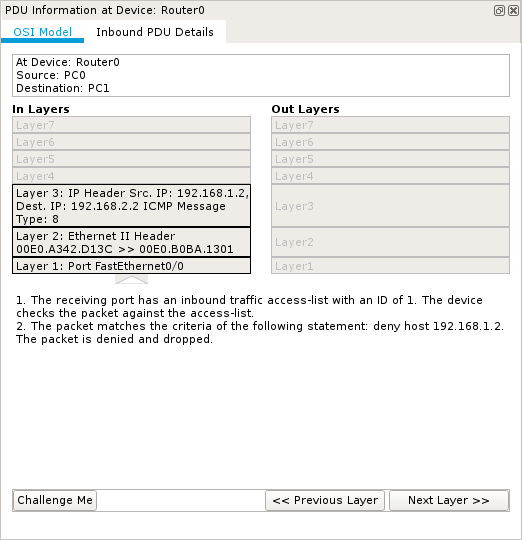 PDU Information at Device: Router0
OSI Model
Inbound PDU Details
At Device: Router0
Source: PC0
Destination: PC1
In Layers
Out Layers
Layer7
Layer7
Layer6
Layer6
Layer5
Layer5
Layer4
Layer4
Layer 3: IP Header Src. IP: 192.168.1.2,
Dest. IP: 192.168.2.2 ICMP Message
Type: 8
Layer3
Layer 2: Ethernet II Header
00E0.A342.D13C >> 00E0.B0BA.1301
Layer2
Layer 1: Port FastEthernet0/0
Layer1
1. The receiving port has an inbound traffic access-list with an ID of 1. The device
checks the packet against the access-list.
2. The packet matches the criteria of the following statement: deny host 192.168.1.2.
The packet is denied and dropped.
Challenge Me
<< Previous Layer
Next Layer >>